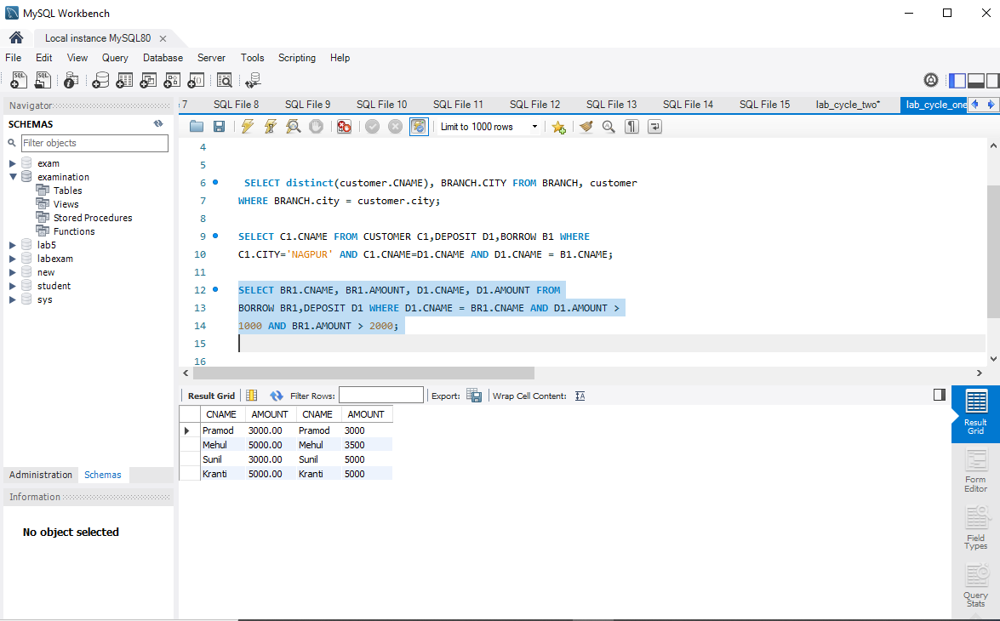 MySQL Workbench
Local instance MySQL80
File Edit View Query Database Server Tools Scripting Help
Navigator
SCHEMAS
Filter objects
exam
examination
Tables
Views
Stored Procedures
Functions
lab5
labexam
new
student
sys
Administration Schemas
Information
No object selected
7 SQL File 8 SQL File 9 SQL File 10 SQL File 11 SQL File 12 SQL File 13 SQL File 14 SQL File 15 lab_cycle_two* lab_cycle_one
Limit to 1000 rows
4
5
6 SELECT distinct(customer.CNAME), BRANCH.CITY FROM BRANCH, customer
7 WHERE BRANCH.city = customer.city;
8
9 SELECT C1.CNAME FROM CUSTOMER C1,DEPOSIT D1,BORROW B1 WHERE
10 C1.CITY='NAGPUR' AND C1.CNAME=D1.CNAME AND D1.CNAME = B1.CNAME;
11
12 SELECT BR1.CNAME, BR1.AMOUNT, D1.CNAME, D1.AMOUNT FROM
13 BORROW BR1,DEPOSIT D1 WHERE D1.CNAME = BR1.CNAME AND D1.AMOUNT >
14 1000 AND BR1.AMOUNT > 2000;
15
16
Result Grid Filter Rows: Export: Wrap Cell Content:
CNAME AMOUNT CNAME AMOUNT
Pramod 3000.00 Pramod 3000
Mehul 5000.00 Mehul 3500
Sunil 3000.00 Sunil 5000
Kranti 5000.00 Kranti 5000
Result
Grid
Form
Editor
Field
Types
Query
Stats